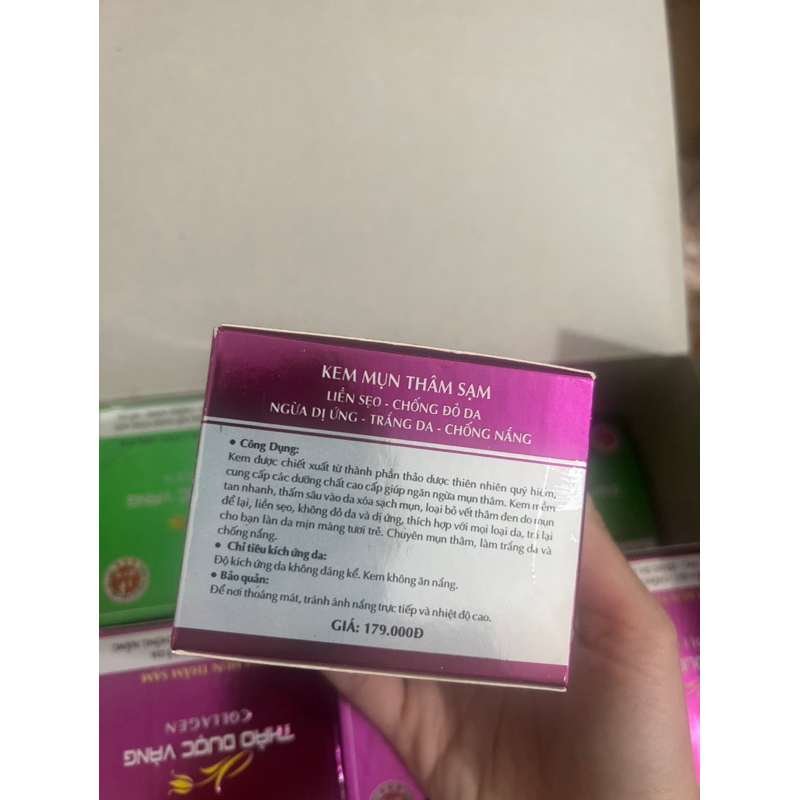 KEM MỤN THÂM SẠM
LIỀN SẸO - CHỐNG ĐỎ DA
NGỪA DỊ ỨNG - TRẮNG DA - CHỐNG NẮNG
• Công Dụng:
Kem được chiết xuất từ thành phần thảo dược thiên nhiên quý hiếm,
cung cấp các dưỡng chất cao cấp giúp ngăn ngừa mụn thâm. Kem mềm
tan nhanh, thấm sâu vào da xóa sạch mụn, loại bỏ vết thâm đen do mụn
để lại, liền sẹo, không đỏ da và dị ứng, thích hợp với mọi loại da, trả lại
cho bạn làn da mịn màng tươi trẻ. Chuyên mụn thâm, làm trắng da và
chống nắng.
• Chỉ tiêu kích ứng da:
Độ kích ứng da không đáng kể. Kem không ăn nắng.
• Bảo quản:
Để nơi thoáng mát, tránh ánh nắng trực tiếp và nhiệt độ cao.
GIÁ: 179.000Đ
MỤN THÂM SẠM
COLLAGEN
THẢO DƯỢC VÀNG